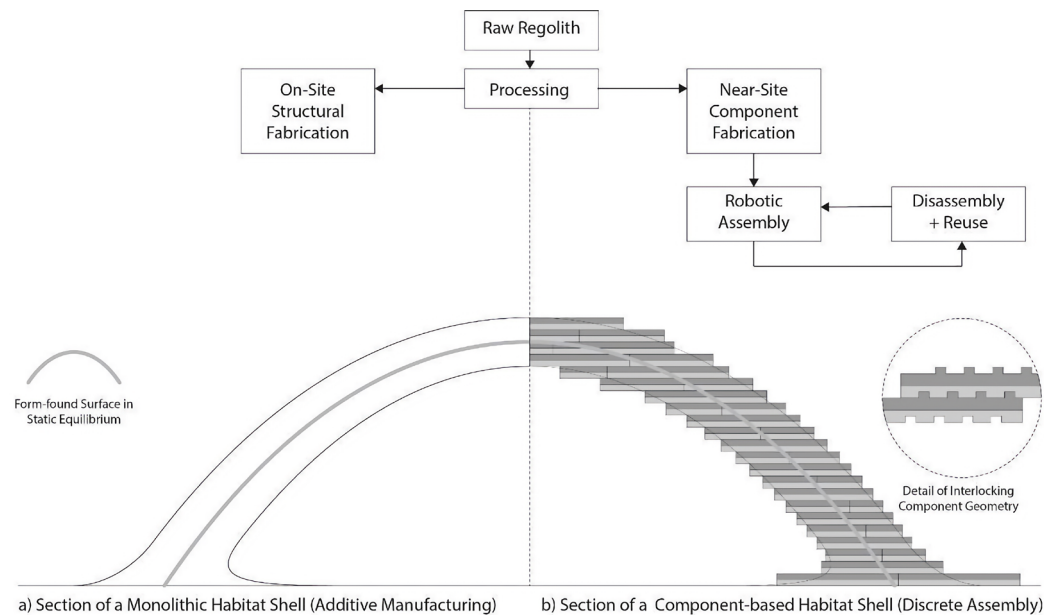 Raw Regolith
Processing
On-Site
Structural
Fabrication
Near-Site
Component
Fabrication
Robotic
Assembly
Disassembly
+ Reuse
Form-found Surface in
Static Equilibrium
Detail of Interlocking
Component Geometry
a) Section of a Monolithic Habitat Shell (Additive Manufacturing)
b) Section of a Component-based Habitat Shell (Discrete Assembly)